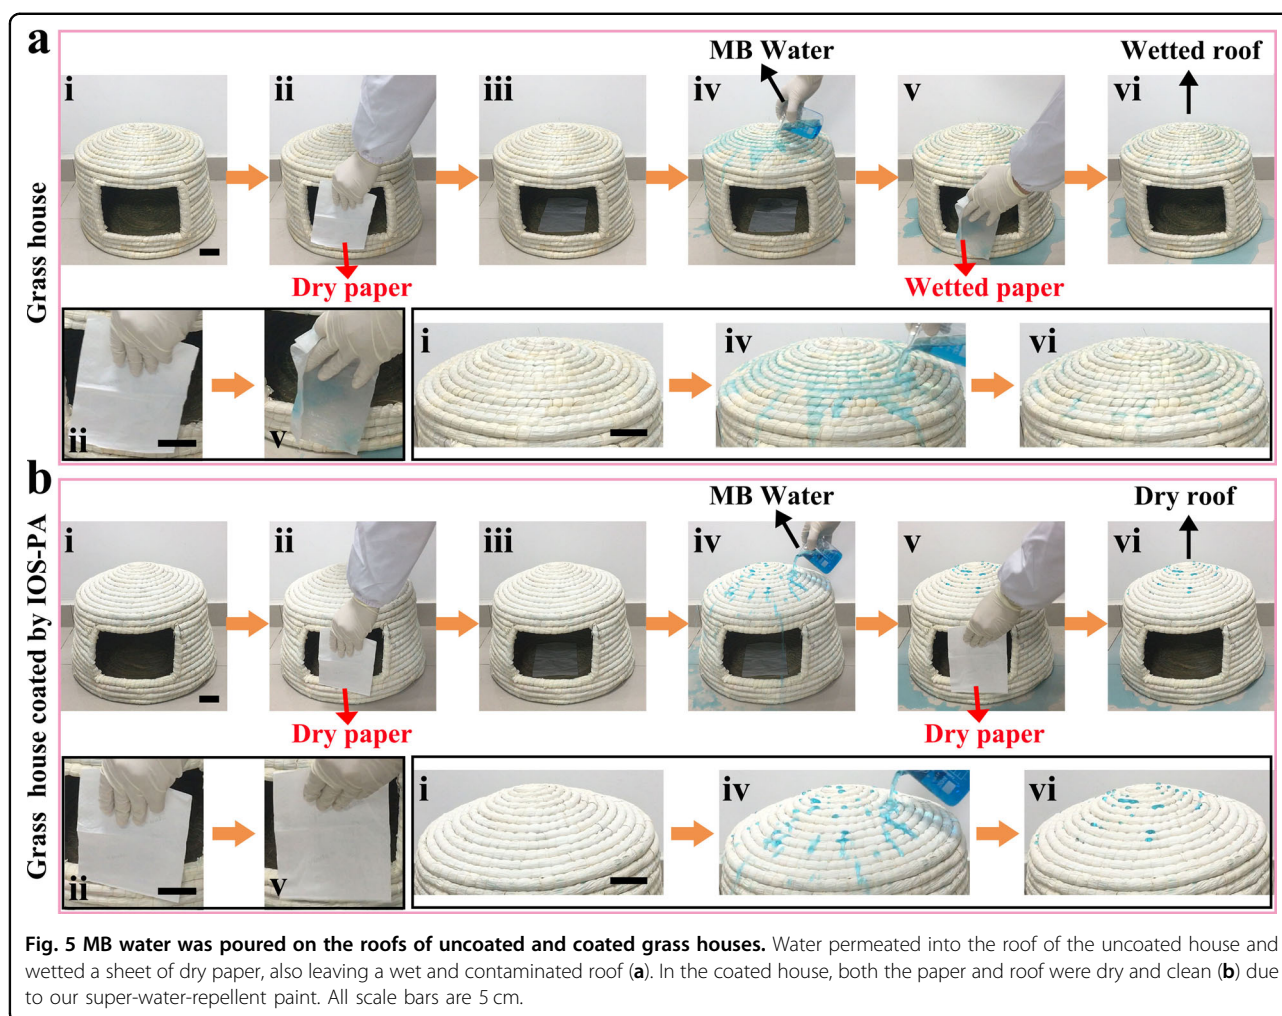 a
Grass house
MB Water
Wetted roof
i
ii
iii
iv
v
vi
Dry paper
Wetted paper
ii
v
i
iv
vi
b
Grass house coated by IOS-PA
MB Water
Dry roof
i
ii
iii
iv
v
vi
Dry paper
Dry paper
ii
v
i
iv
vi
Fig. 5 MB water was poured on the roofs of uncoated and coated grass houses. Water permeated into the roof of the uncoated house and
wetted a sheet of dry paper, also leaving a wet and contaminated roof (a). In the coated house, both the paper and roof were dry and clean (b) due
to our super-water-repellent paint. All scale bars are 5 cm.